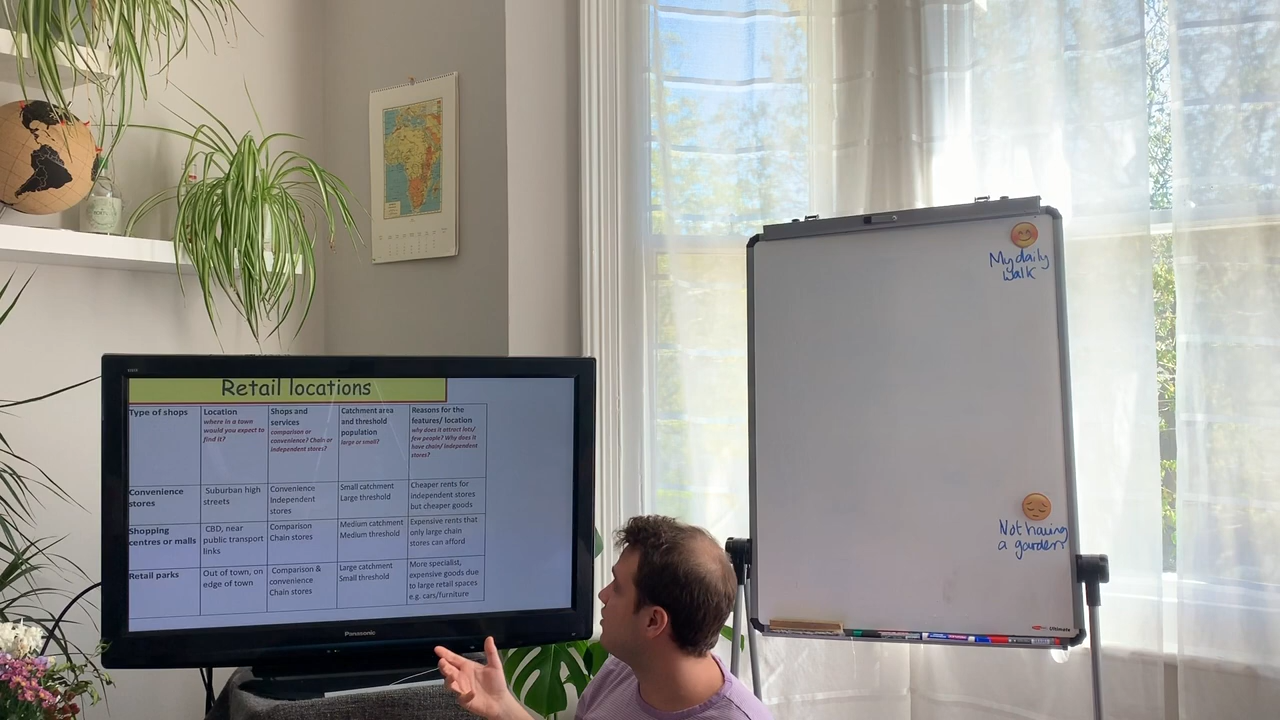 Retail locations
Type of shops
Location
where in a town
would you expect to
find it?
Shops and
services
comparison or
convenience? Chain or
independent stores?
Catchment area
and threshold
population
large or small?
Reasons for the
features/ location
why does it attract lots/
few people? Why does it
have chain/ independent
stores?
Convenience
stores
Suburban high
streets
Convenience
Independent
stores
Small catchment
Large threshold
Cheaper rents for
independent stores
but cheaper goods
Shopping
centres or malls
CBD, near
public transport
links
Comparison
Chain stores
Medium catchment
Medium threshold
Expensive rents that
only large chain
stores can afford
Retail parks
Out of town, on
edge of town
Comparison &
convenience
Chain stores
Large catchment
Small threshold
More specialist,
expensive goods due
to large retail spaces
e.g. cars/furniture
Panasonic
My daily
walk
Not having
a garden
Ultimate